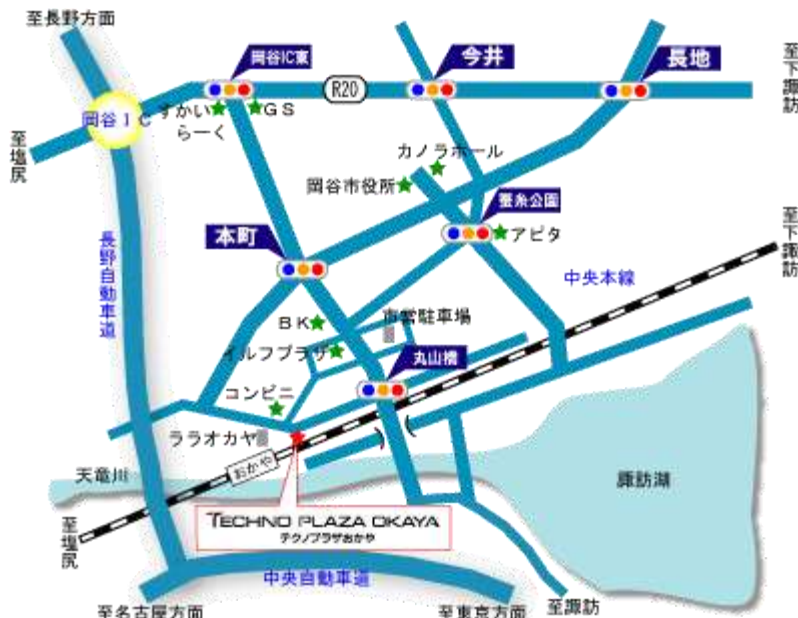 至長野方面
岡谷IC東
今井
長地
至下諏訪
R20
岡谷IC
すかい
らーく
GS
至塩尻
カノラホール
岡谷市役所
蚕糸公園
アピタ
至下諏訪
本町
長野自動車道
中央本線
BK
市営駐車場
イルフプラザ
丸山橋
コンビニ
ララオカヤ
おかや
天竜川
諏訪湖
至塩尻
TECHNO PLAZA OKAYA
テクノプラザおかや
中央自動車道
至名古屋方面
至東京方面
至諏訪